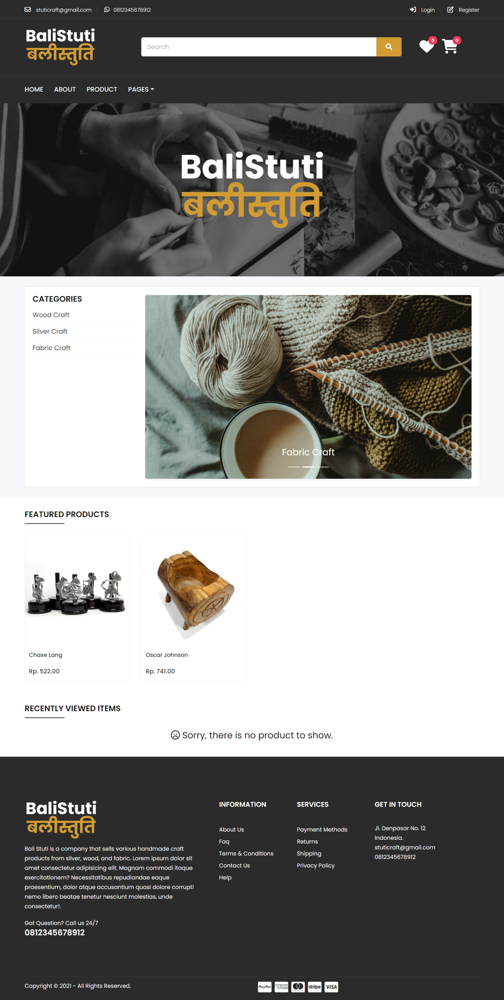 stuticraft@gmail.com
0812345678912
Login
Register
BaliStuti
बलीस्तुति
Search
0
0
HOME
ABOUT
PRODUCT
PAGES
BaliStuti
बलीस्तुति
CATEGORIES
Wood Craft
Silver Craft
Fabric Craft
Fabric Craft
FEATURED PRODUCTS
Chase Lang
Rp. 522.00
Oscar Johnson
Rp. 741.00
RECENTLY VIEWED ITEMS
Sorry, there is no product to show.
BaliStuti
बलीस्तुति
Bali Stuti is a company that sells various handmade craft
products from silver, wood, and fabric. Lorem ipsum dolor sit
amet consectetur adipisicing elit. Magnam commodi itaque
exercitationem? Necessitatibus repudiandae eaque
praesentium, dolor atque accusantium quasi dolore corrupti
nemo libero beatae tenetur nesciunt molestias, unde
consectetur!.
Got Question? Call us 24/7
0812345678912
INFORMATION
About Us
Faq
Terms & Conditions
Contact Us
Help
SERVICES
Payment Methods
Returns
Shipping
Privacy Policy
GET IN TOUCH
Jl. Denpasar No. 12
Indonesia.
stuticraft@gmail.com
0812345678912
Copyright © 2021 - All Rights Reserved.
PayPal
AMERICAN EXPRESS
mastercard
stripe
VISA